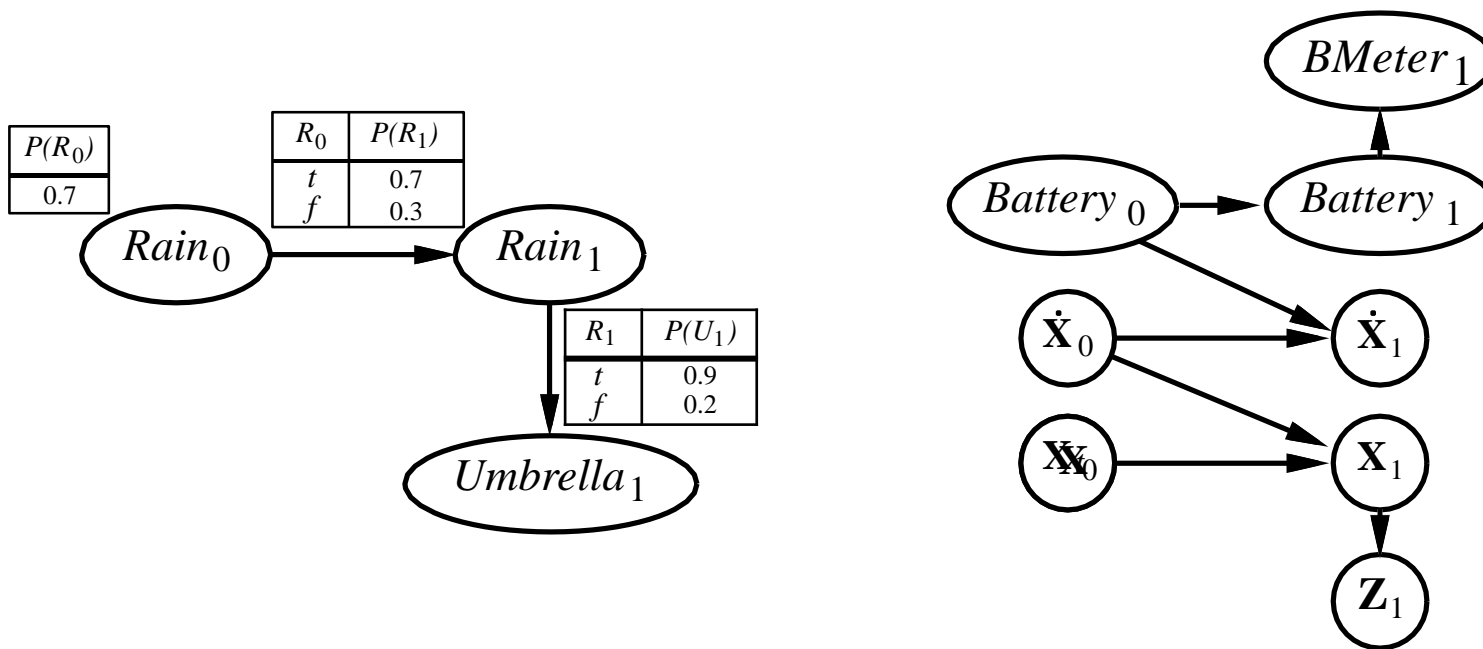 P(R0)
0.7
R0 P(R1)
t 0.7
f 0.3
Rain0
Rain1
R1 P(U1)
t 0.9
f 0.2
Umbrella1
BMeter1
Battery0
Battery1
Ẋ0
Ẋ1
X1
Z1